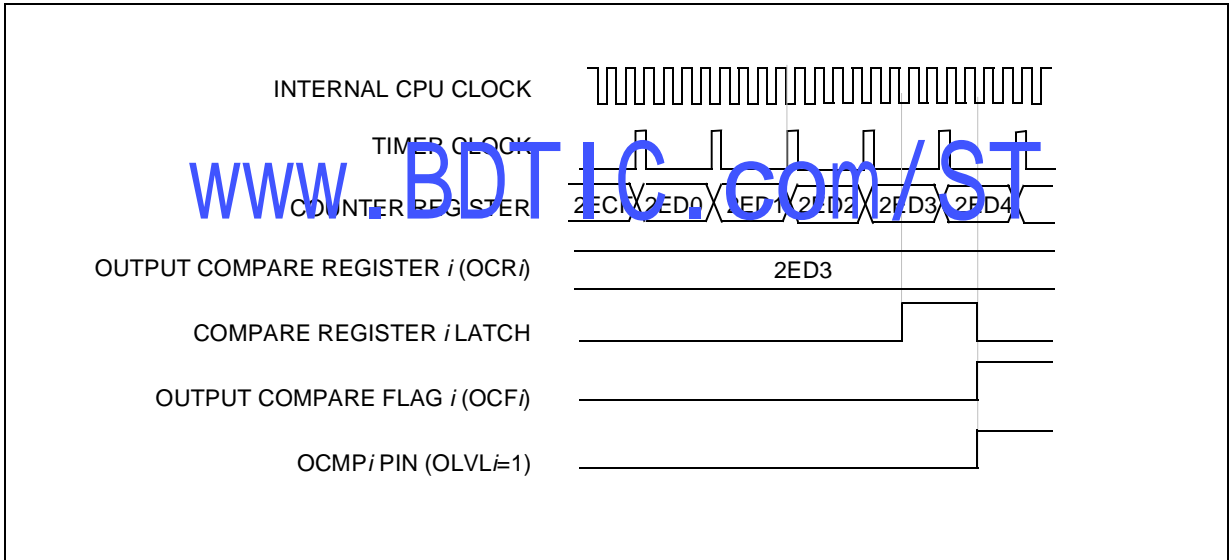 INTERNAL CPU CLOCK
TIMER CLOCK
www.BDTIC.com/ST
COUNTER REGISTER 2ECF 2ED0 2ED1 2ED2 2ED3 2ED4
OUTPUT COMPARE REGISTER i (OCRi) 2ED3
COMPARE REGISTER i LATCH
OUTPUT COMPARE FLAG i (OCFi)
OCMPi PIN (OLVLi=1)